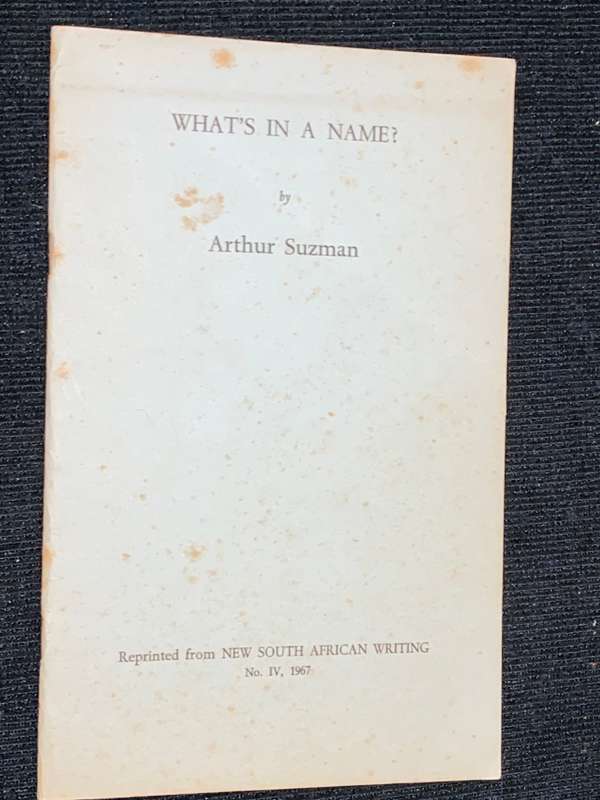 WHAT'S IN A NAME?
by
Arthur Suzman
Reprinted from NEW SOUTH AFRICAN WRITING
No. IV, 1967